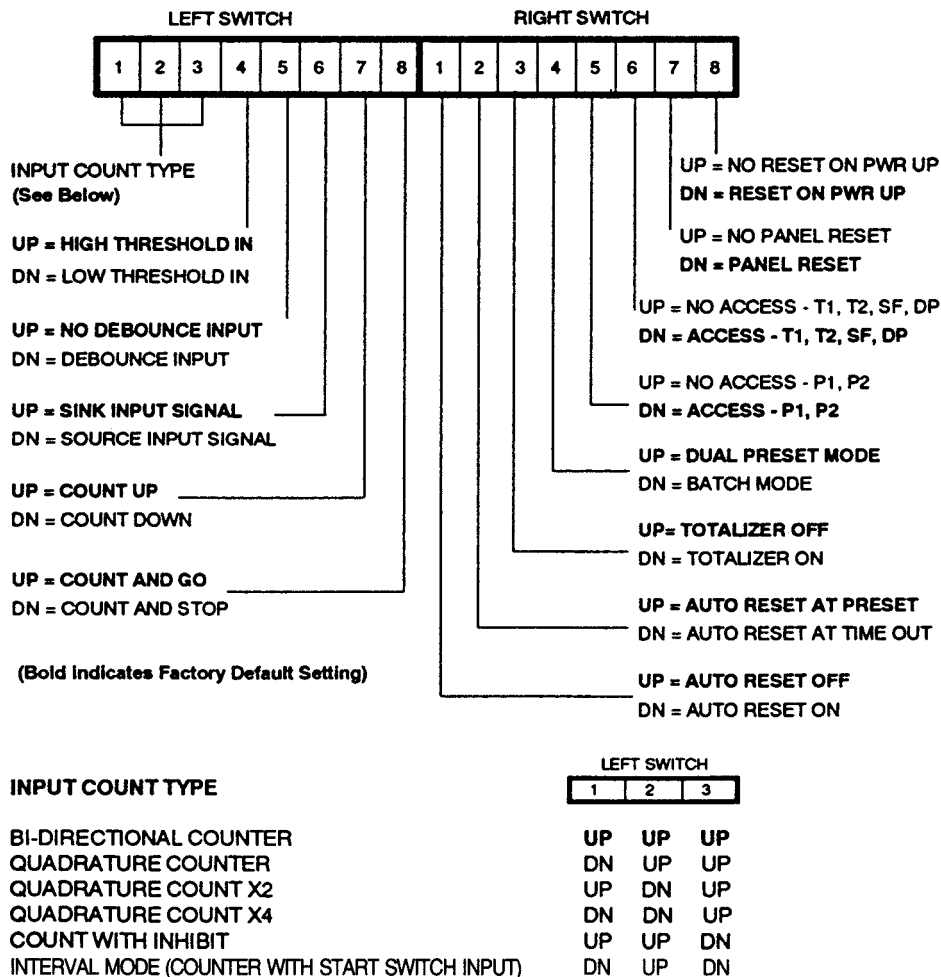 LEFT SWITCH RIGHT SWITCH
1 2 3 4 5 6 7 8 1 2 3 4 5 6 7 8
INPUT COUNT TYPE
(See Below)
UP = HIGH THRESHOLD IN
DN = LOW THRESHOLD IN
UP = NO DEBOUNCE INPUT
DN = DEBOUNCE INPUT
UP = SINK INPUT SIGNAL
DN = SOURCE INPUT SIGNAL
UP = COUNT UP
DN = COUNT DOWN
UP = COUNT AND GO
DN = COUNT AND STOP
(Bold Indicates Factory Default Setting)
UP = NO RESET ON PWR UP
DN = RESET ON PWR UP
UP = NO PANEL RESET
DN = PANEL RESET
UP = NO ACCESS - T1, T2, SF, DP
DN = ACCESS - T1, T2, SF, DP
UP = NO ACCESS - P1, P2
DN = ACCESS - P1, P2
UP = DUAL PRESET MODE
DN = BATCH MODE
UP= TOTALIZER OFF
DN = TOTALIZER ON
UP = AUTO RESET AT PRESET
DN = AUTO RESET AT TIME OUT
UP = AUTO RESET OFF
DN = AUTO RESET ON
LEFT SWITCH
INPUT COUNT TYPE 1 2 3
BI-DIRECTIONAL COUNTER UP UP UP
QUADRATURE COUNTER DN UP UP
QUADRATURE COUNT X2 UP DN UP
QUADRATURE COUNT X4 DN DN UP
COUNT WITH INHIBIT UP UP DN
INTERVAL MODE (COUNTER WITH START SWITCH INPUT) DN UP DN